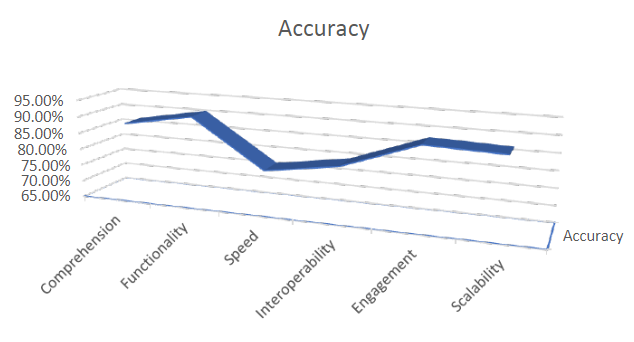 Accuracy
95.00%
90.00%
85.00%
80.00%
75.00%
70.00%
65.00%
Comprehension
Functionality
Speed
Interoperability
Engagement
Scalability
Accuracy